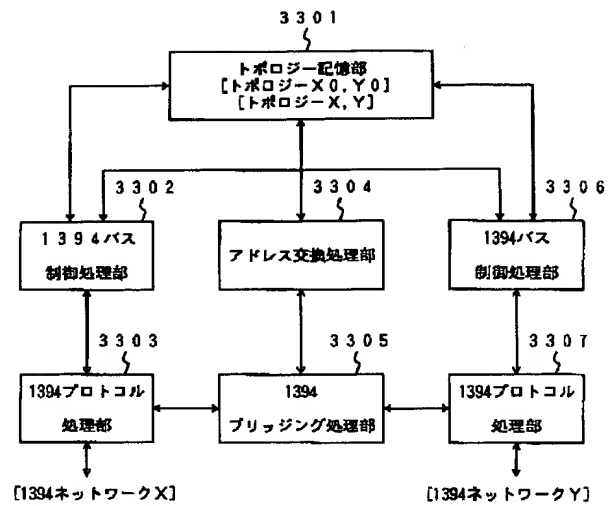 3301
トポロジー記憶部
[トポロジーX0,Y0]
[トポロジーX,Y]
3302
3304
3306
1394バス
制御処理部
アドレス交換処理部
1394バス
制御処理部
3303
3305
3307
1394プロトコル
処理部
1394
ブリッジング処理部
1394プロトコル
処理部
[1394ネットワークX]
[1394ネットワークY]